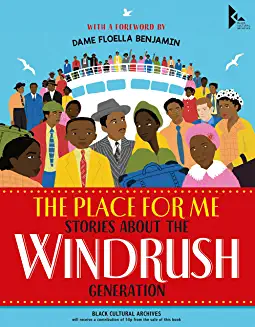 WITH A FOREWORD BY
DAME FLOELLA BENJAMIN
THE PLACE FOR ME
STORIES ABOUT THE
WINDRUSH
GENERATION
BLACK CULTURAL ARCHIVES
will receive a contribution of 50p from the sale of this book